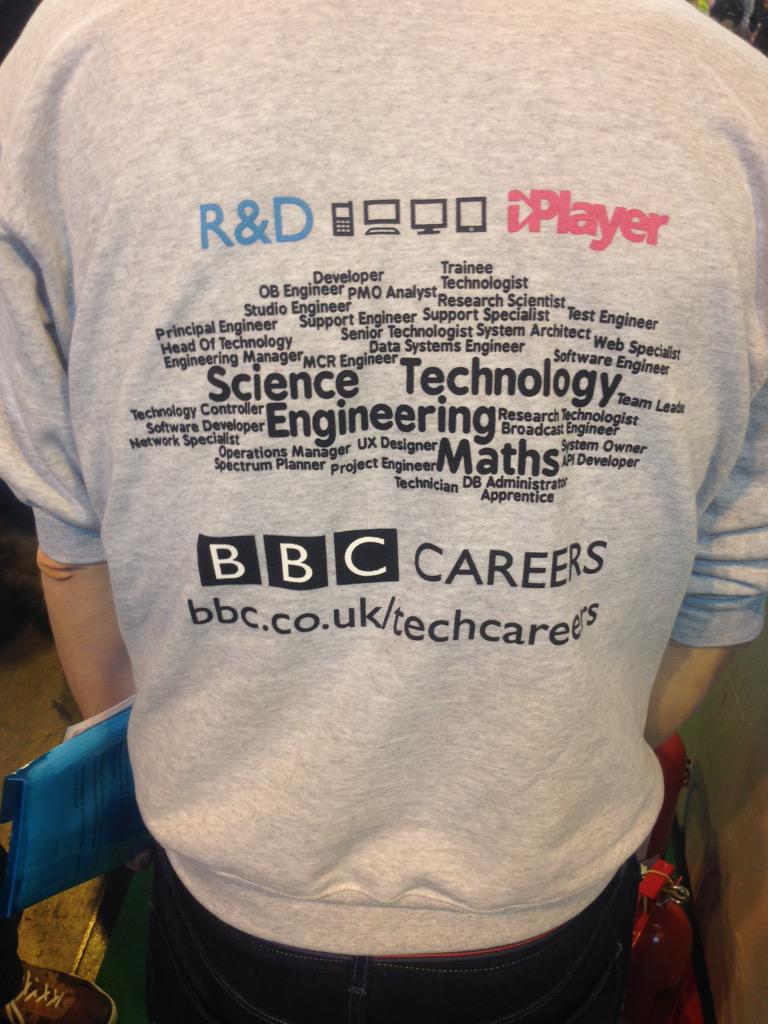 R&D iPlayer
Developer Trainee
OB Engineer PMO Analyst Technologist
Studio Engineer Research Scientist
Principal Engineer Support Engineer Support Specialist Test Engineer
Head Of Technology Senior Technologist System Architect Web Specialist
Engineering Manager MCR Engineer Data Systems Engineer Software Engineer
Science Technology Team Leader
Technology Controller Engineering Research Technologist
Software Developer Broadcast Engineer
Network Specialist Operations Manager UX Designer Maths System Owner
Spectrum Planner Project Engineer API Developer
Technician DB Administrator
Apprentice
BBC CAREERS
bbc.co.uk/techcareers